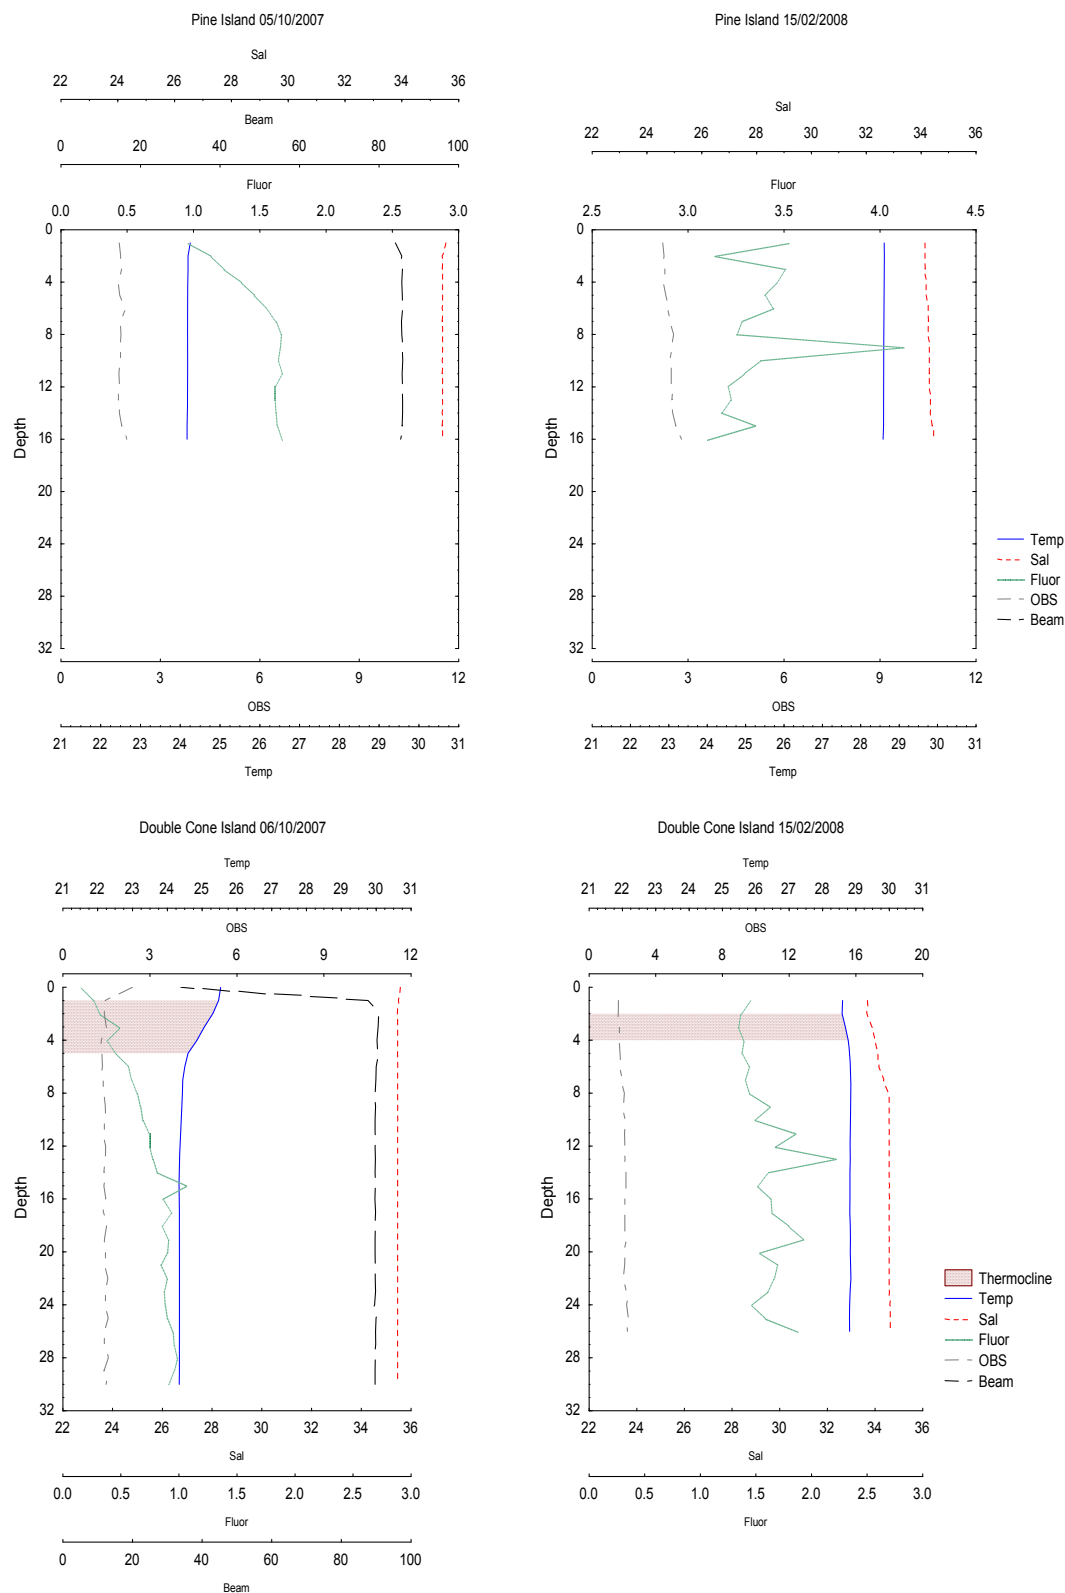 Pine Island 05/10/2007
Sal
22 24 26 28 30 32 34 36
Beam
0 20 40 60 80 100
Fluor
0.0 0.5 1.0 1.5 2.0 2.5 3.0
0
4
8
12
16
20
24
28
32
Depth
0 3 6 9 12
OBS
21 22 23 24 25 26 27 28 29 30 31
Temp
Pine Island 15/02/2008
Sal
22 24 26 28 30 32 34 36
Fluor
2.5 3.0 3.5 4.0 4.5
0
4
8
12
16
20
24
28
32
Depth
0 3 6 9 12
OBS
21 22 23 24 25 26 27 28 29 30 31
Temp
Temp
Sal
Fluor
OBS
Beam
Double Cone Island 06/10/2007
Temp
21 22 23 24 25 26 27 28 29 30 31
OBS
0 3 6 9 12
0
4
8
12
16
20
24
28
32
Depth
22 24 26 28 30 32 34 36
Sal
0.0 0.5 1.0 1.5 2.0 2.5 3.0
Fluor
0 20 40 60 80 100
Beam
Double Cone Island 15/02/2008
Temp
21 22 23 24 25 26 27 28 29 30 31
OBS
0 4 8 12 16 20
0
4
8
12
16
20
24
28
32
Depth
22 24 26 28 30 32 34 36
Sal
0.0 0.5 1.0 1.5 2.0 2.5 3.0
Fluor
Thermocline
Temp
Sal
Fluor
OBS
Beam